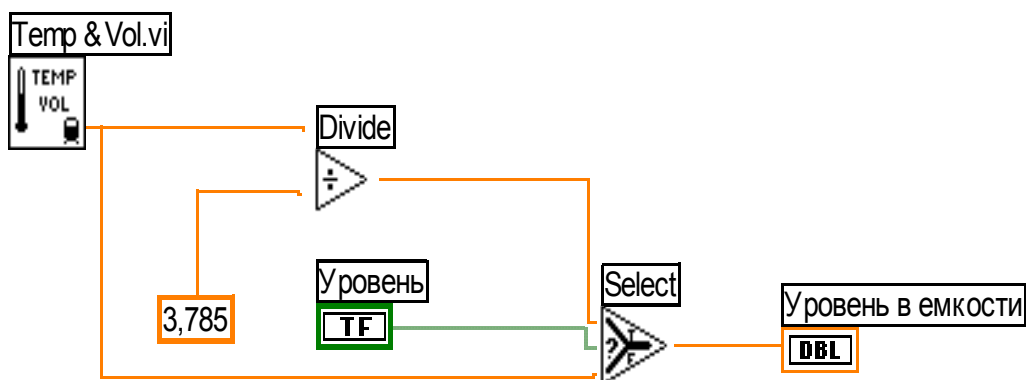 Temp & Vol.vi
TEMP
VOL
Divide
÷
Уровень
TF
3,785
Select
?
T
F
Уровень в емкости
DBL